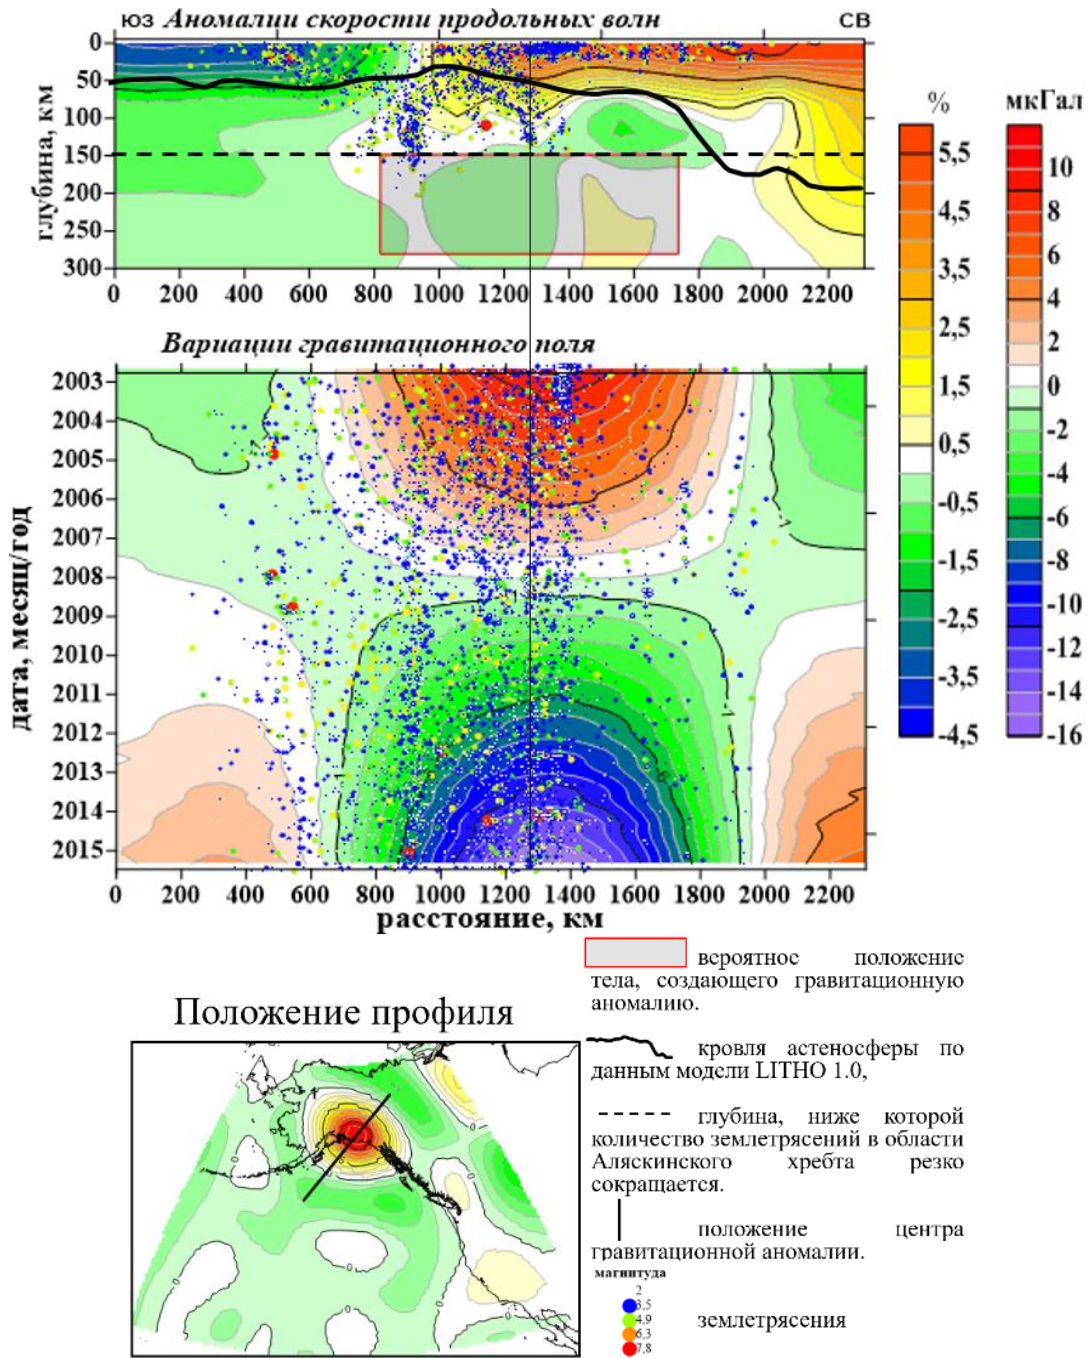 ЮЗ Аномалии скорости продольных волн СВ
0
50
100
150
200
250
300
глубина, км
0 200 400 600 800 1000 1200 1400 1600 1800 2000 2200
%
5,5
4,5
3,5
2,5
1,5
0,5
-0,5
-1,5
-2,5
-3,5
-4,5
мкГал
10
8
6
4
2
0
-2
-4
-6
-8
-10
-12
-14
-16
Вариации гравитационного поля
2003
2004
2005
2006
2007
2008
2009
2010
2011
2012
2013
2014
2015
дата, месяц/год
0 200 400 600 800 1000 1200 1400 1600 1800 2000 2200
расстояние, км
Положение профиля
вероятное положение
тела, создающего гравитационную
аномалию.
кровля астеносферы по
данным модели LITHO 1.0,
глубина, ниже которой
количество землетрясений в области
Аляскинского хребта резко
сокращается.
положение центра
гравитационной аномалии.
магнитуда
2
3,5
4,9
6,3
7,8
землетрясения